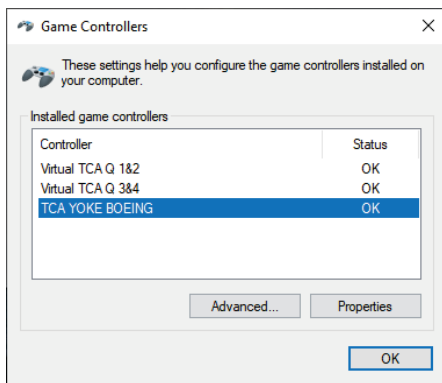 Game Controllers
These settings help you configure the game controllers installed on
your computer.
Installed game controllers
Controller Status
Virtual TCA Q 1&2 OK
Virtual TCA Q 3&4 OK
TCA YOKE BOEING OK
Advanced... Properties
OK